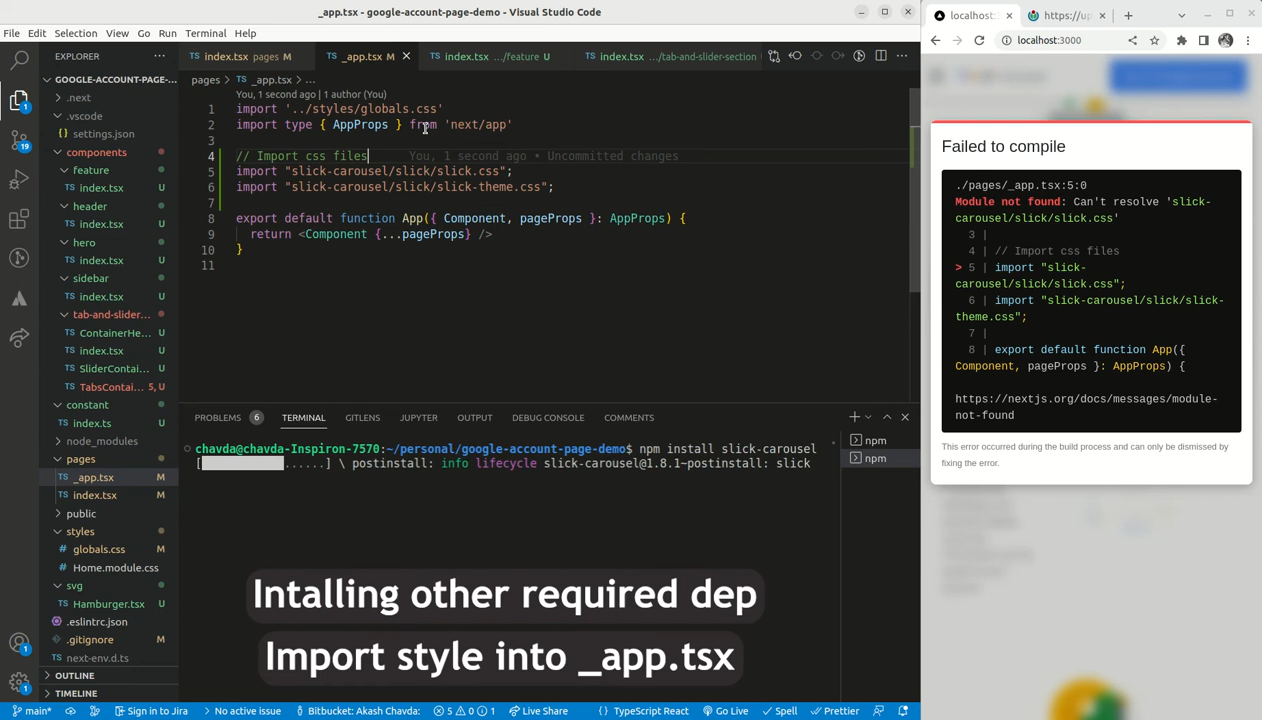 _app.tsx - google-account-page-demo - Visual Studio Code
File Edit Selection View Go Run Terminal Help
EXPLORER
index.tsx pages M
_app.tsx M
index.tsx .../feature U
index.tsx .../tab-and-slider-section
GOOGLE-ACCOUNT-PAGE-...
.next
.vscode
settings.json
components
feature
index.tsx U
header
index.tsx U
hero
index.tsx U
sidebar
index.tsx U
tab-and-slider...
ContainerHe... U
index.tsx U
SliderContai... U
TabsContai... 5, U
constant
index.ts U
node_modules
pages
_app.tsx M
index.tsx M
public
styles
globals.css M
Home.module.css
svg
Hamburger.tsx U
.eslintrc.json
.gitignore M
next-env.d.ts
OUTLINE
TIMELINE
1
19
1
1
pages > _app.tsx > ...
You, 1 second ago | 1 author (You)
1 import '../styles/globals.css'
2 import type { AppProps } from 'next/app'
3
4 // Import css files You, 1 second ago • Uncommitted changes
5 import "slick-carousel/slick/slick.css";
6 import "slick-carousel/slick/slick-theme.css";
7
8 export default function App({ Component, pageProps }: AppProps) {
9 return <Component {...pageProps} />
10 }
11
PROBLEMS 6 TERMINAL GITLENS JUPYTER OUTPUT DEBUG CONSOLE COMMENTS
chavda@chavda-Inspiron-7570:~/personal/google-account-page-demo$ npm install slick-carousel
[ ......] \ postinstall: info lifecycle slick-carousel@1.8.1~postinstall: slick
npm
npm
Intalling other required dep
Import style into _app.tsx
main* Sign in to Jira No active issue Bitbucket: Akash Chavda: 5 0 1 Live Share TypeScript React Go Live Spell Prettier
localhost:
https://up
localhost:3000
Failed to compile
./pages/_app.tsx:5:0
Module not found: Can't resolve 'slick-
carousel/slick/slick.css'
3 |
4 | // Import css files
> 5 | import "slick-
carousel/slick/slick.css";
6 | import "slick-carousel/slick/slick-
theme.css";
7 |
8 | export default function App({
Component, pageProps }: AppProps) {
https://nextjs.org/docs/messages/module-
not-found
This error occurred during the build process and can only be dismissed by
fixing the error.